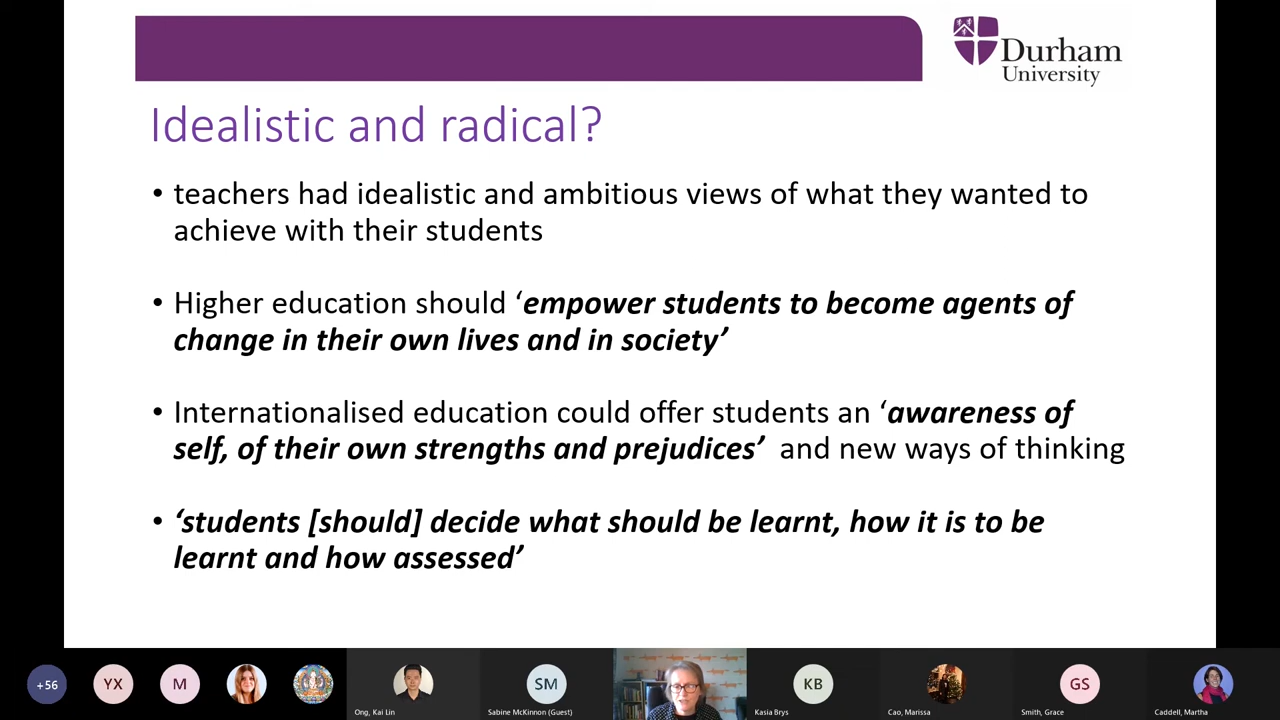 Durham
University
Idealistic and radical?
• teachers had idealistic and ambitious views of what they wanted to
achieve with their students
• Higher education should ‘empower students to become agents of
change in their own lives and in society’
• Internationalised education could offer students an ‘awareness of
self, of their own strengths and prejudices’ and new ways of thinking
• ‘students [should] decide what should be learnt, how it is to be
learnt and how assessed’
+56
YX
M
Ong, Kai Lin
SM
Sabine McKinnon (Guest)
KB
Kasia Brys
Cao, Marissa
GS
Smith, Grace
Caddell, Martha